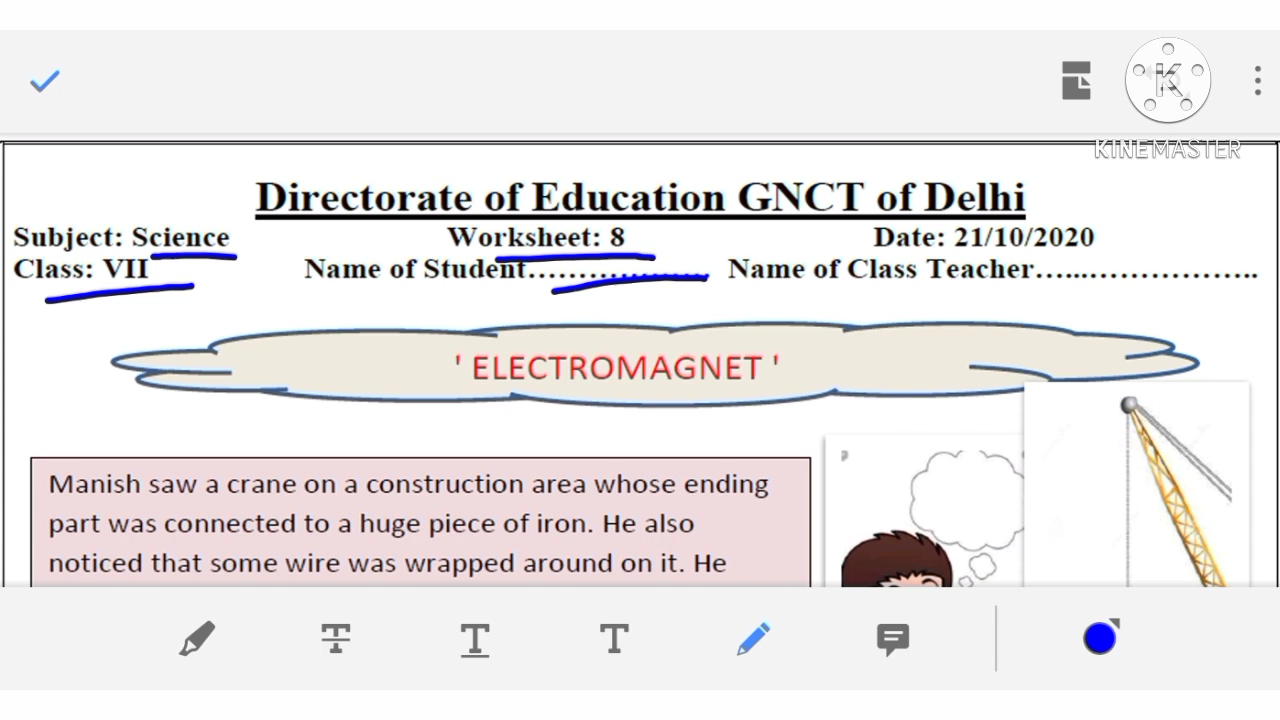 K
KINEMASTER
Directorate of Education GNCT of Delhi
Subject: Science Worksheet: 8 Date: 21/10/2020
Class: VII Name of Student……………… Name of Class Teacher…...……………..
' ELECTROMAGNET '
Manish saw a crane on a construction area whose ending
part was connected to a huge piece of iron. He also
noticed that some wire was wrapped around on it. He
T T T